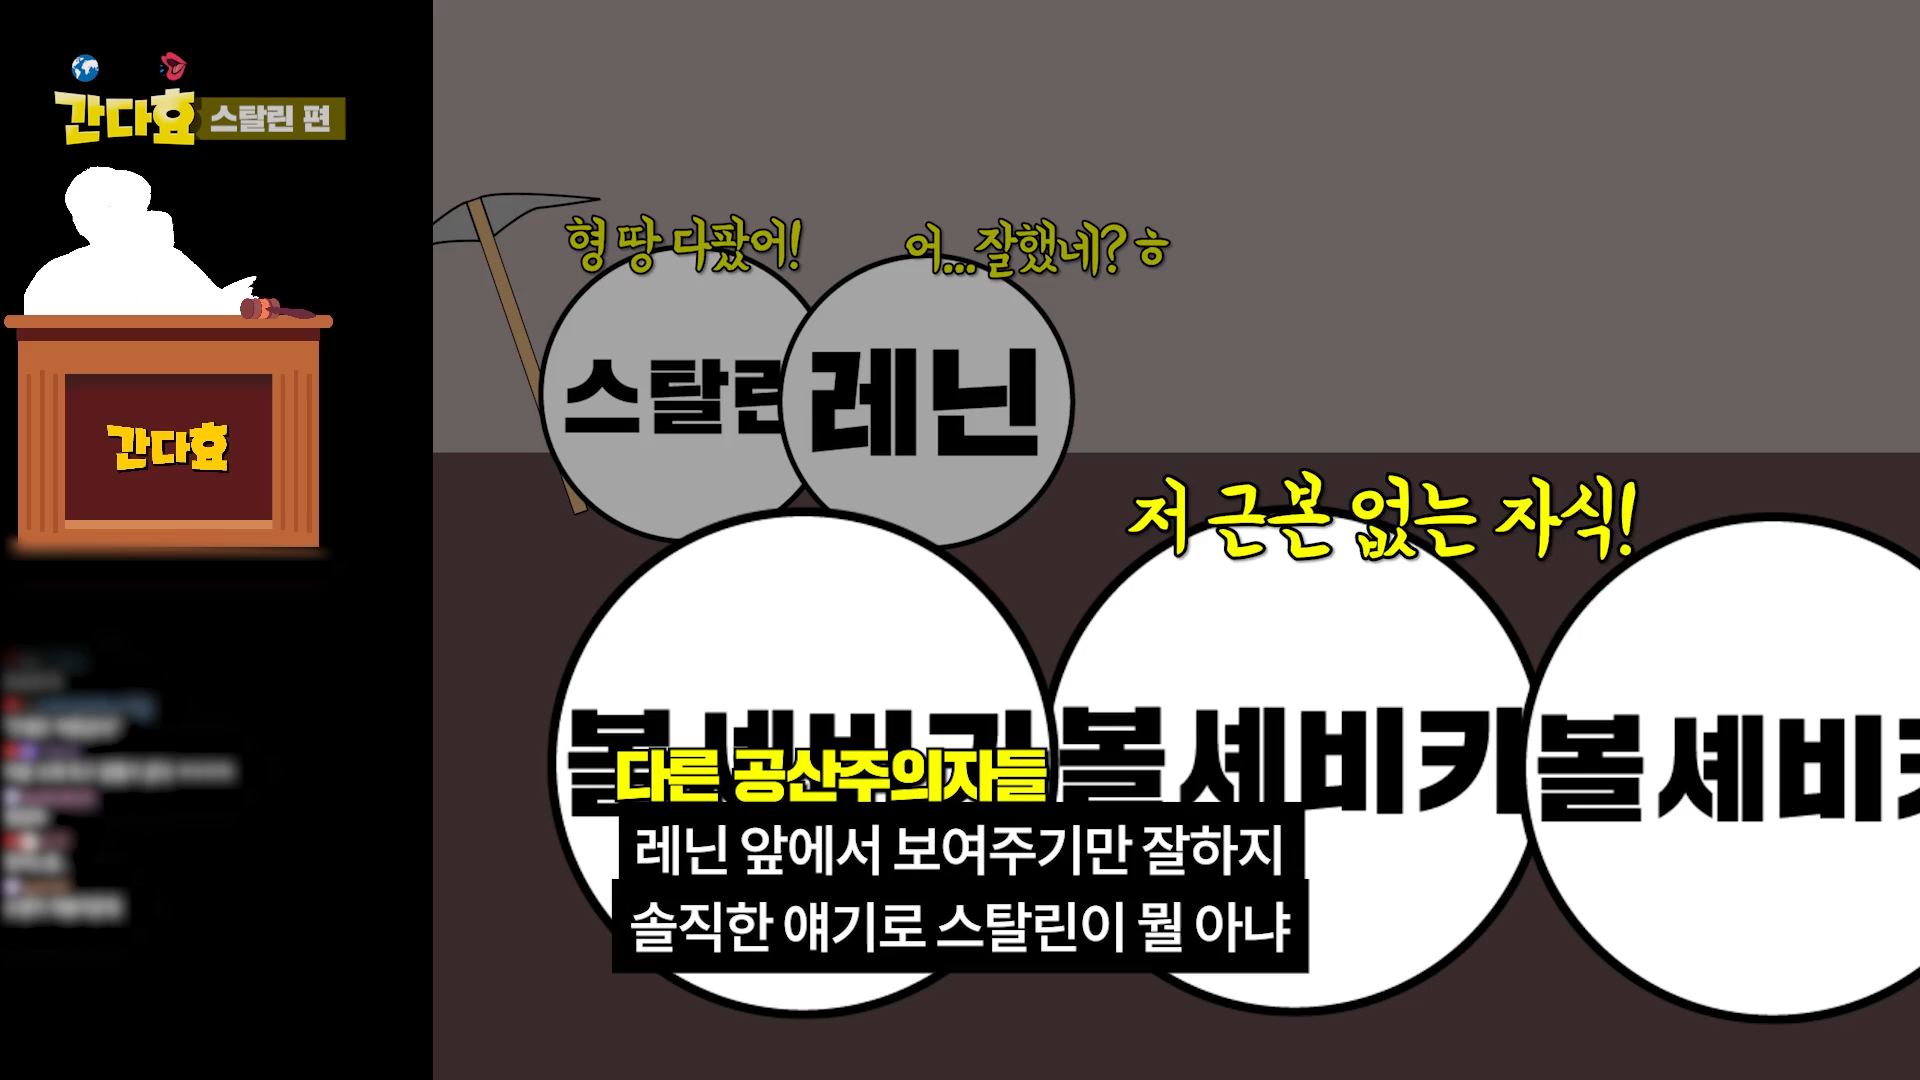 간다효 스탈린 편
간다효
형 땅 다팠어!
어... 잘했네? ㅎ
스탈린
레닌
저 근본 없는 자식!
볼셰비키
볼셰비키
볼셰비키
다른 공산주의자들
레닌 앞에서 보여주기만 잘하지
솔직한 얘기로 스탈린이 뭘 아냐